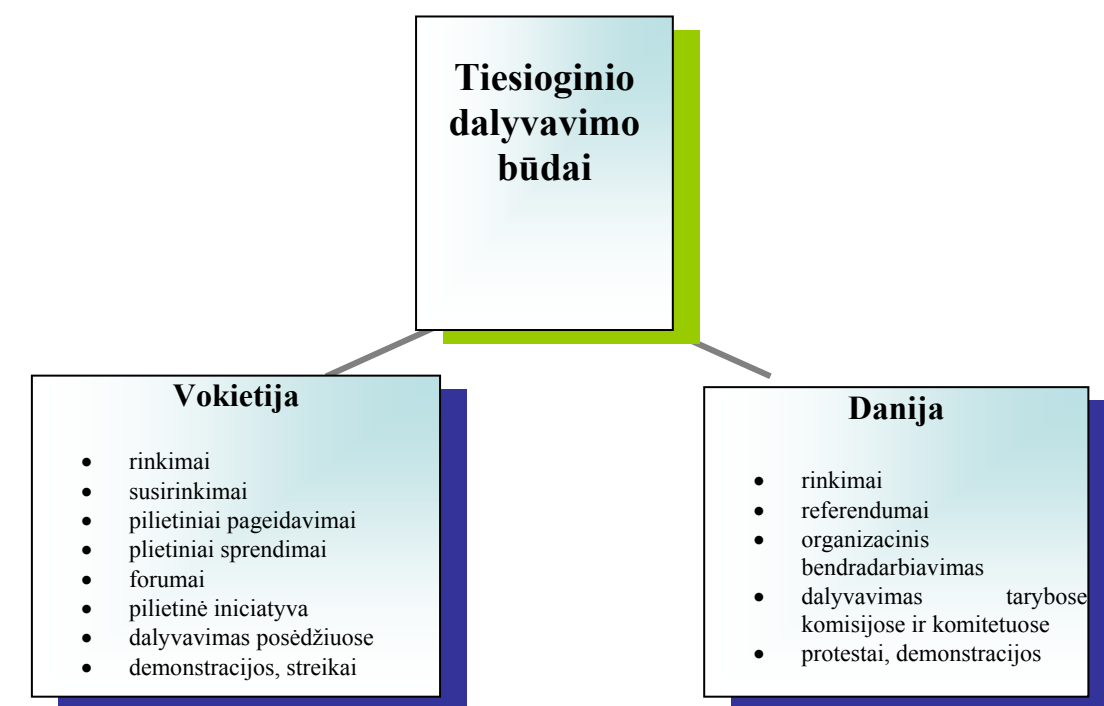 Tiesioginio
dalyvavimo
būdai
Vokietija
• rinkimai
• susirinkimai
• pilietiniai pageidavimai
• plietiniai sprendimai
• forumai
• pilietinė iniciatyva
• dalyvavimas posėdžiuose
• demonstracijos, streikai
Danija
• rinkimai
• referendumai
• organizacinis
bendradarbiavimas
• dalyvavimas tarybose
komisijose ir komitetuose
• protestai, demonstracijos